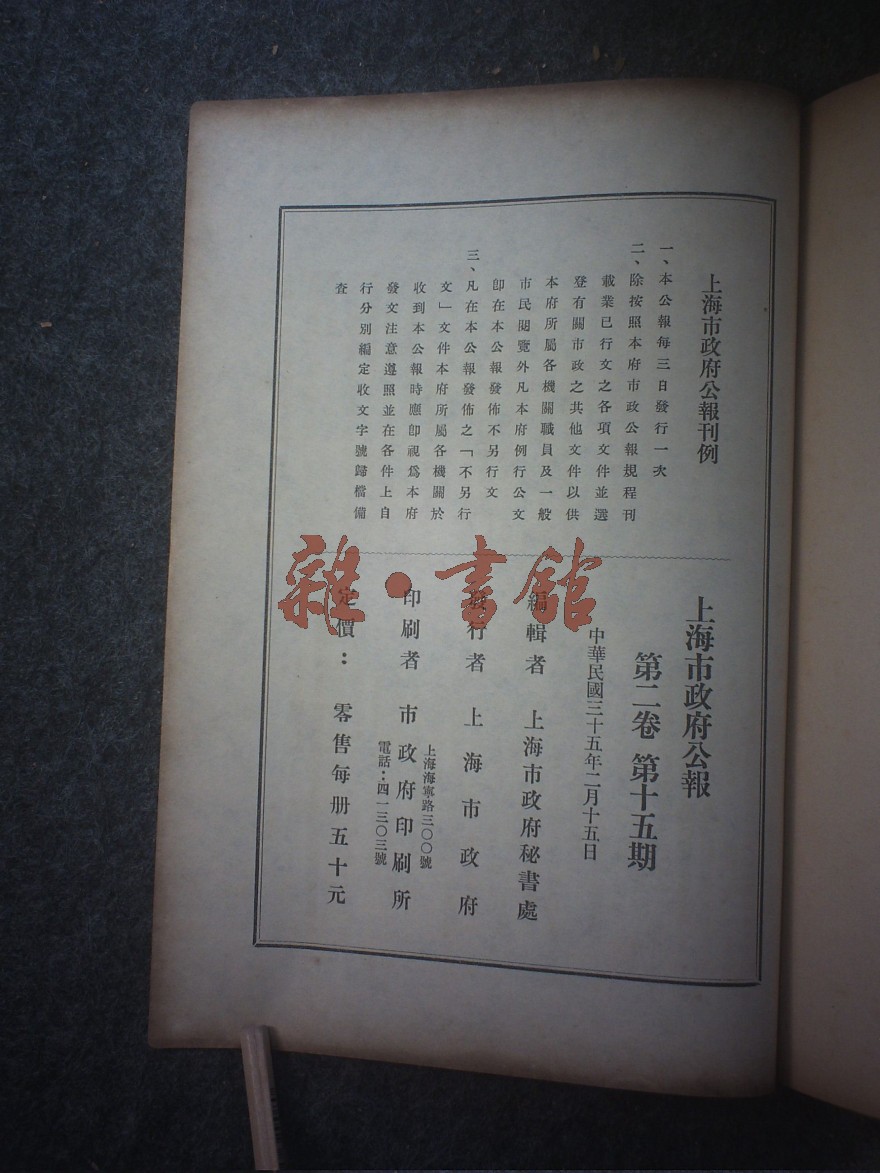 上海市政府公報刊例
一、本公報每三日發行一次
二、除按照本府市政公報規程刊
載業已行文之各項文件並選
登有關市政之其他文件以供
本府所屬各機關職員及一般
市民閱覽外凡本府例行公文
卽在本公報發佈不另行文
三、凡在本公報發佈之「不另行
文」文件本府所屬各機關於
收到本公報時應卽視爲本府
發文注意遵照並在各件上自
行分別編定收文字號歸檔備
查
上海市政府公報
第二卷 第十五期
中華民國三十五年二月十五日
編輯者 上海市政府秘書處
發行者 上海市政府
印刷者 市政府印刷所
上海海寧路三〇〇號
電話：四一三〇三號
定價： 零售每册五十元
雜·書館